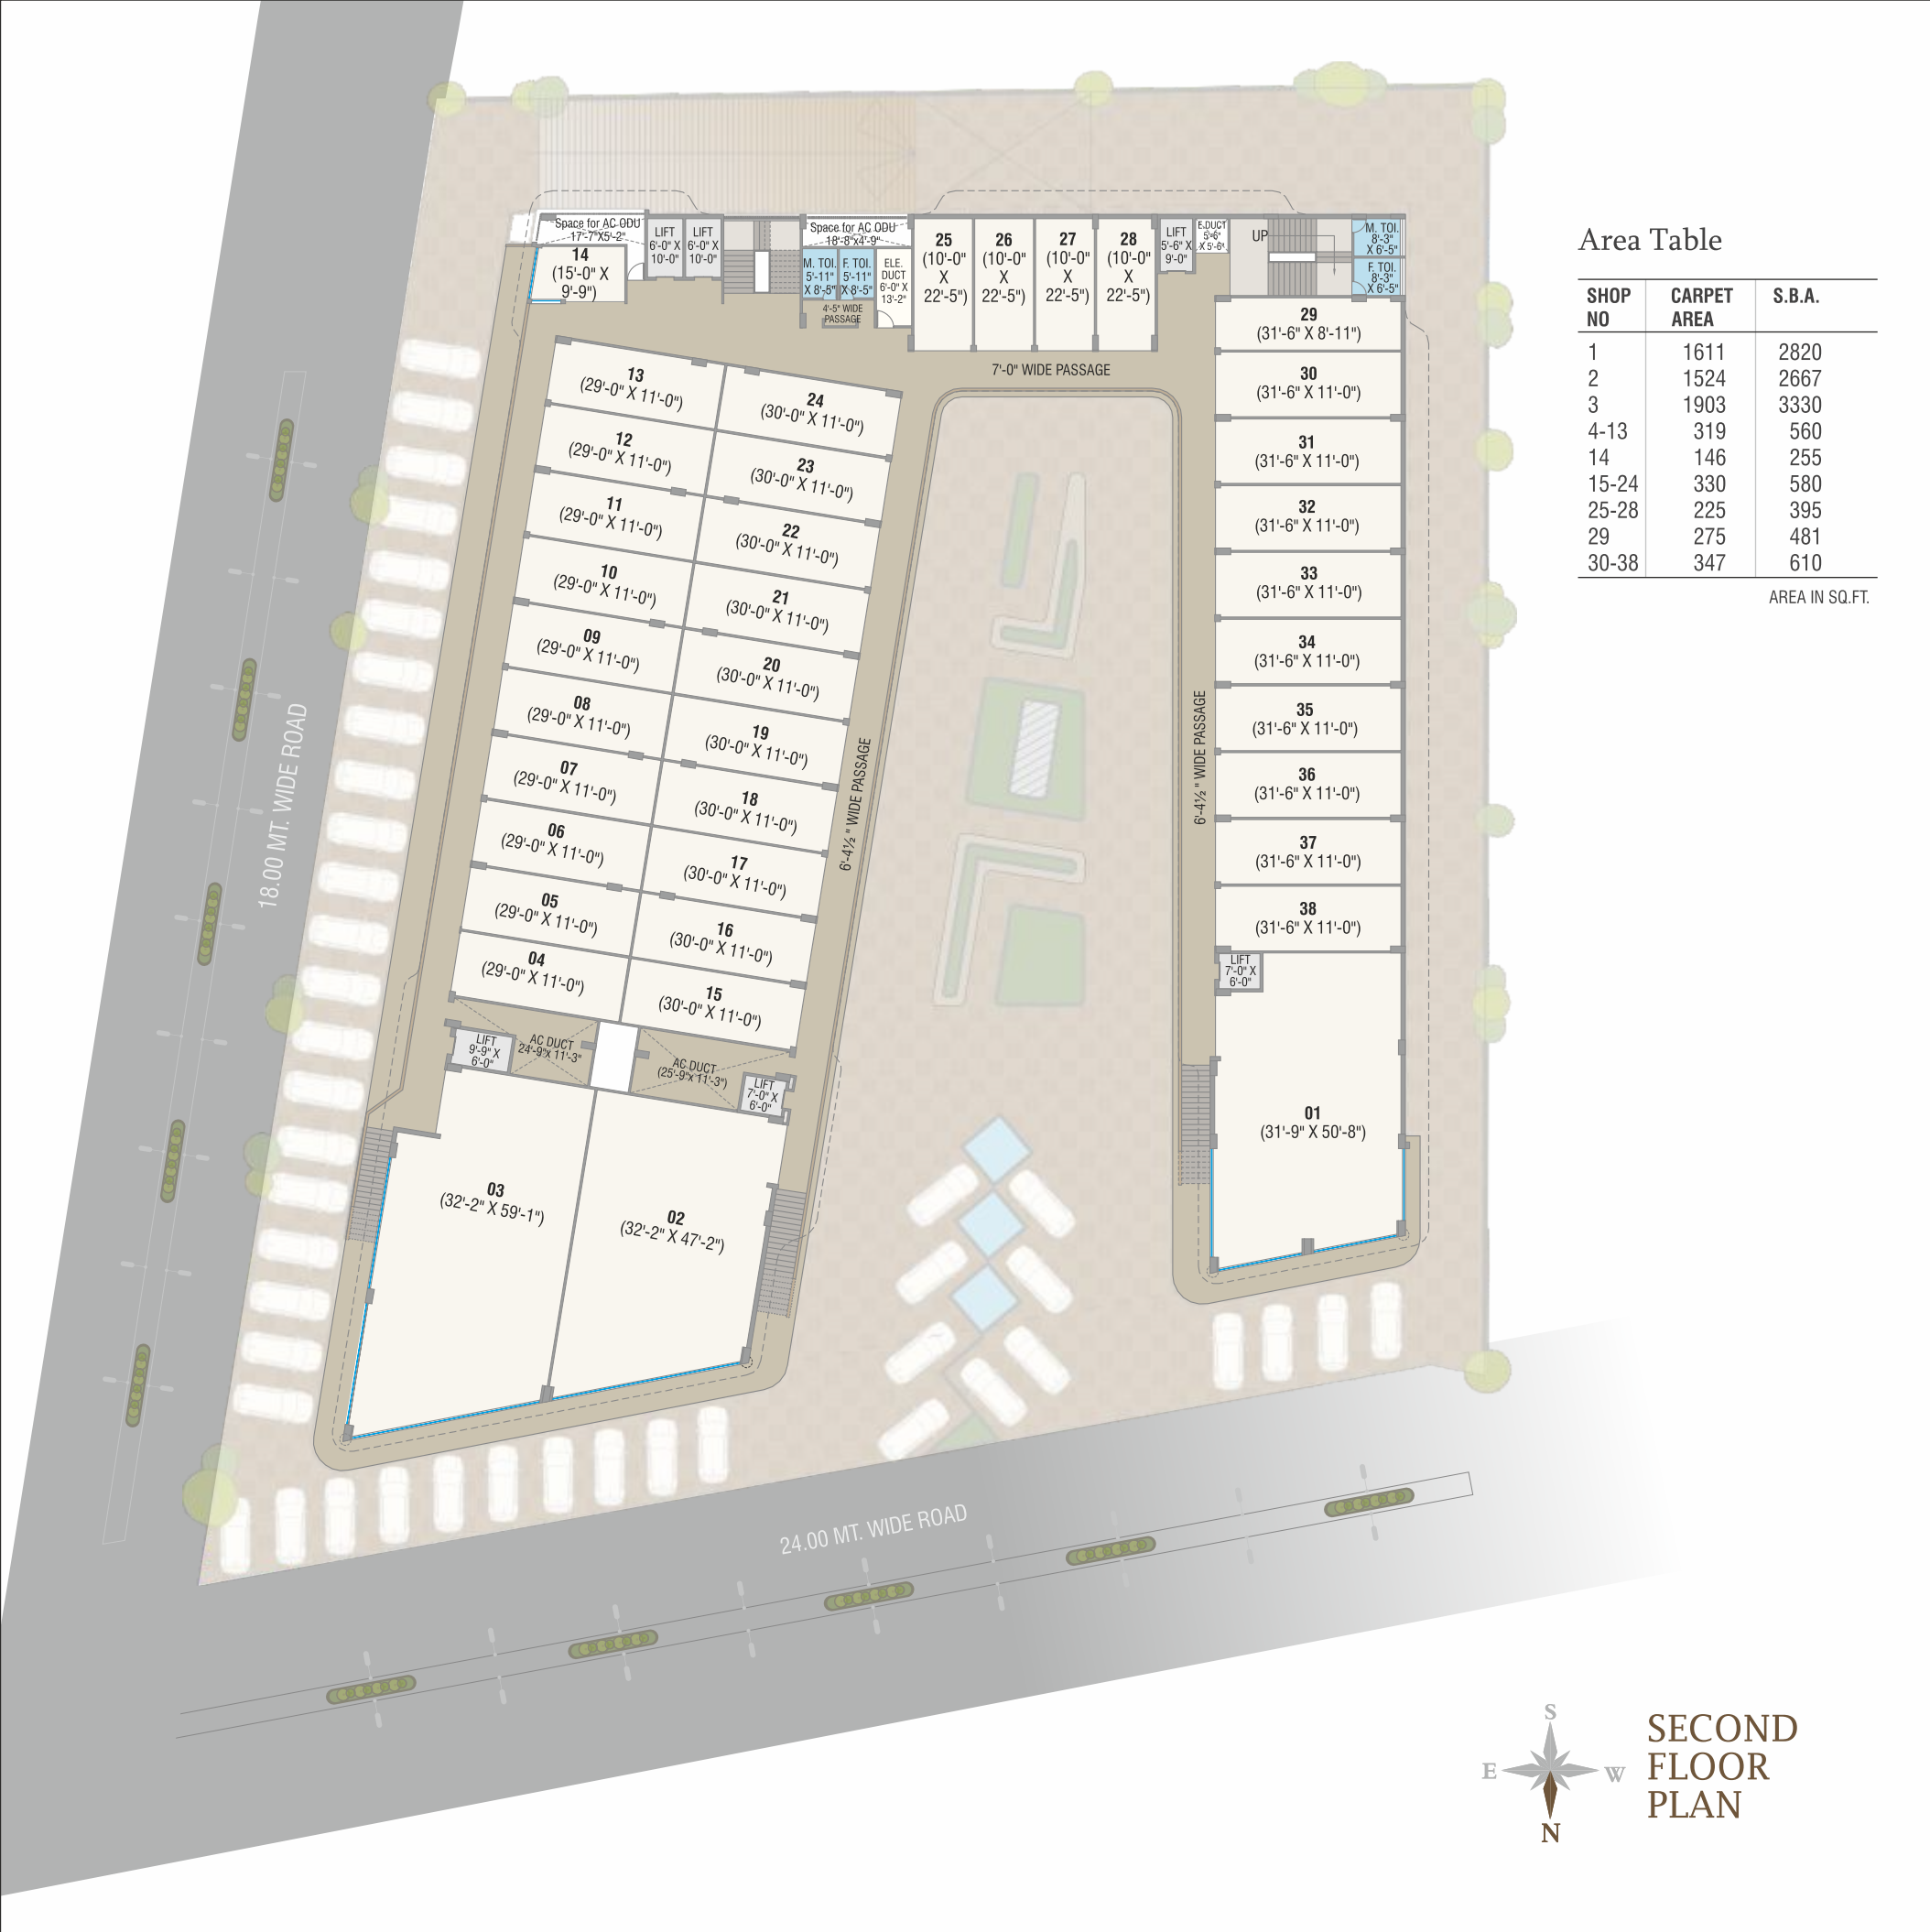 Space for AC ODU
17'-7"X5'-2"
14
(15'-0" X
9'-9")
LIFT
6'-0" X
10'-0"
LIFT
6'-0" X
10'-0"
Space for AC ODU
18'-8"x4'-9"
M. TOI.
5'-11"
X 8'-5"
F. TOI.
5'-11"
X 8'-5"
ELE.
DUCT
6'-0" X
13'-2"
4'-5" WIDE
PASSAGE
25
(10'-0"
X
22'-5")
26
(10'-0"
X
22'-5")
27
(10'-0"
X
22'-5")
28
(10'-0"
X
22'-5")
LIFT
5'-6" X
9'-0"
E.DUCT
5'-6"
X 5'-6"
UP
M. TOI.
8'-3"
X 6'-5"
F. TOI.
8'-3"
X 6'-5"
7'-0" WIDE PASSAGE
13
(29'-0" X 11'-0")
24
(30'-0" X 11'-0")
12
(29'-0" X 11'-0")
23
(30'-0" X 11'-0")
11
(29'-0" X 11'-0")
22
(30'-0" X 11'-0")
10
(29'-0" X 11'-0")
21
(30'-0" X 11'-0")
09
(29'-0" X 11'-0")
20
(30'-0" X 11'-0")
08
(29'-0" X 11'-0")
19
(30'-0" X 11'-0")
07
(29'-0" X 11'-0")
18
(30'-0" X 11'-0")
06
(29'-0" X 11'-0")
17
(30'-0" X 11'-0")
05
(29'-0" X 11'-0")
16
(30'-0" X 11'-0")
04
(29'-0" X 11'-0")
15
(30'-0" X 11'-0")
LIFT
9'-9" X
6'-0"
AC DUCT
24'-9"x 11'-3"
AC DUCT
(25'-9"x 11'-3")
LIFT
7'-0" X
6'-0"
03
(32'-2" X 59'-1")
02
(32'-2" X 47'-2")
6'-4½" WIDE PASSAGE
6'-4½" WIDE PASSAGE
29
(31'-6" X 8'-11")
30
(31'-6" X 11'-0")
31
(31'-6" X 11'-0")
32
(31'-6" X 11'-0")
33
(31'-6" X 11'-0")
34
(31'-6" X 11'-0")
35
(31'-6" X 11'-0")
36
(31'-6" X 11'-0")
37
(31'-6" X 11'-0")
38
(31'-6" X 11'-0")
LIFT
7'-0" X
6'-0"
01
(31'-9" X 50'-8")
18.00 MT. WIDE ROAD
24.00 MT. WIDE ROAD
Area Table
SHOP NO CARPET AREA S.B.A.
1 1611 2820
2 1524 2667
3 1903 3330
4-13 319 560
14 146 255
15-24 330 580
25-28 225 395
29 275 481
30-38 347 610
AREA IN SQ.FT.
S
E
W
N
SECOND
FLOOR
PLAN